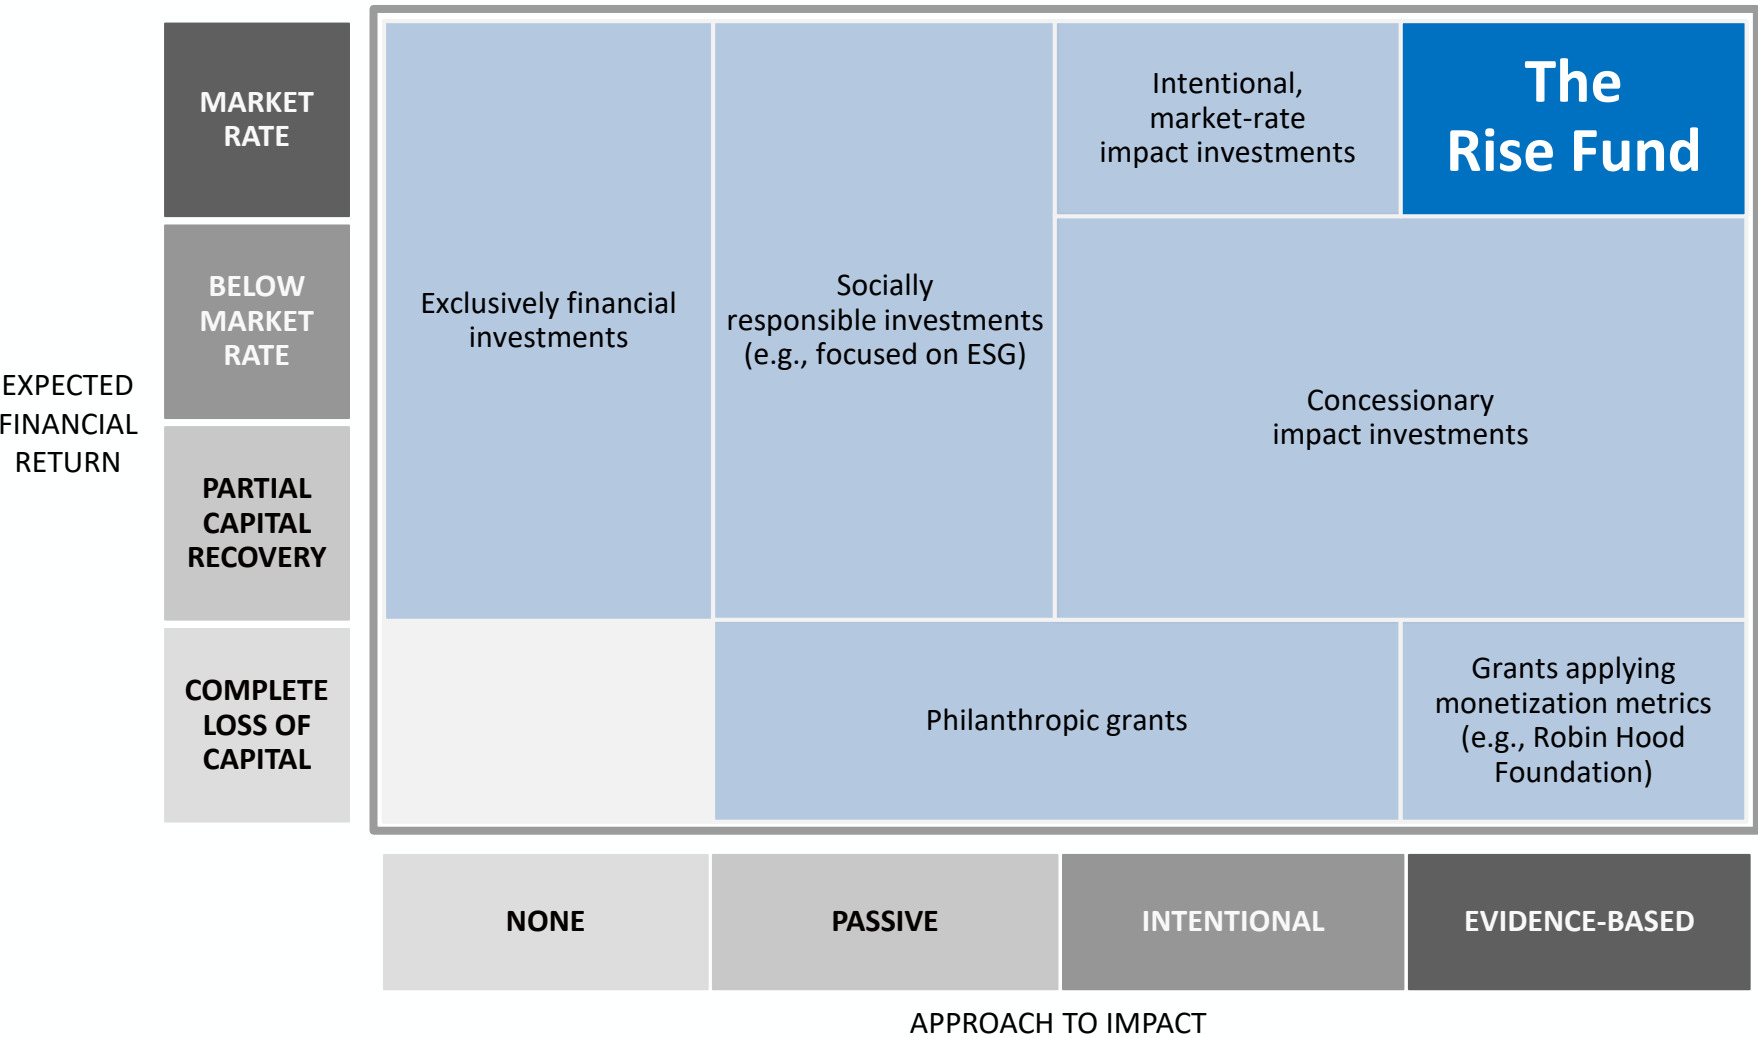 MARKET
RATE
Intentional,
market-rate
impact investments
The
Rise Fund
BELOW
MARKET
RATE
Exclusively financial
investments
Socially
responsible investments
(e.g., focused on ESG)
EXPECTED
FINANCIAL
RETURN
Concessionary
impact investments
PARTIAL
CAPITAL
RECOVERY
COMPLETE
LOSS OF
CAPITAL
Philanthropic grants
Grants applying
monetization metrics
(e.g., Robin Hood
Foundation)
NONE
PASSIVE
INTENTIONAL
EVIDENCE-BASED
APPROACH TO IMPACT